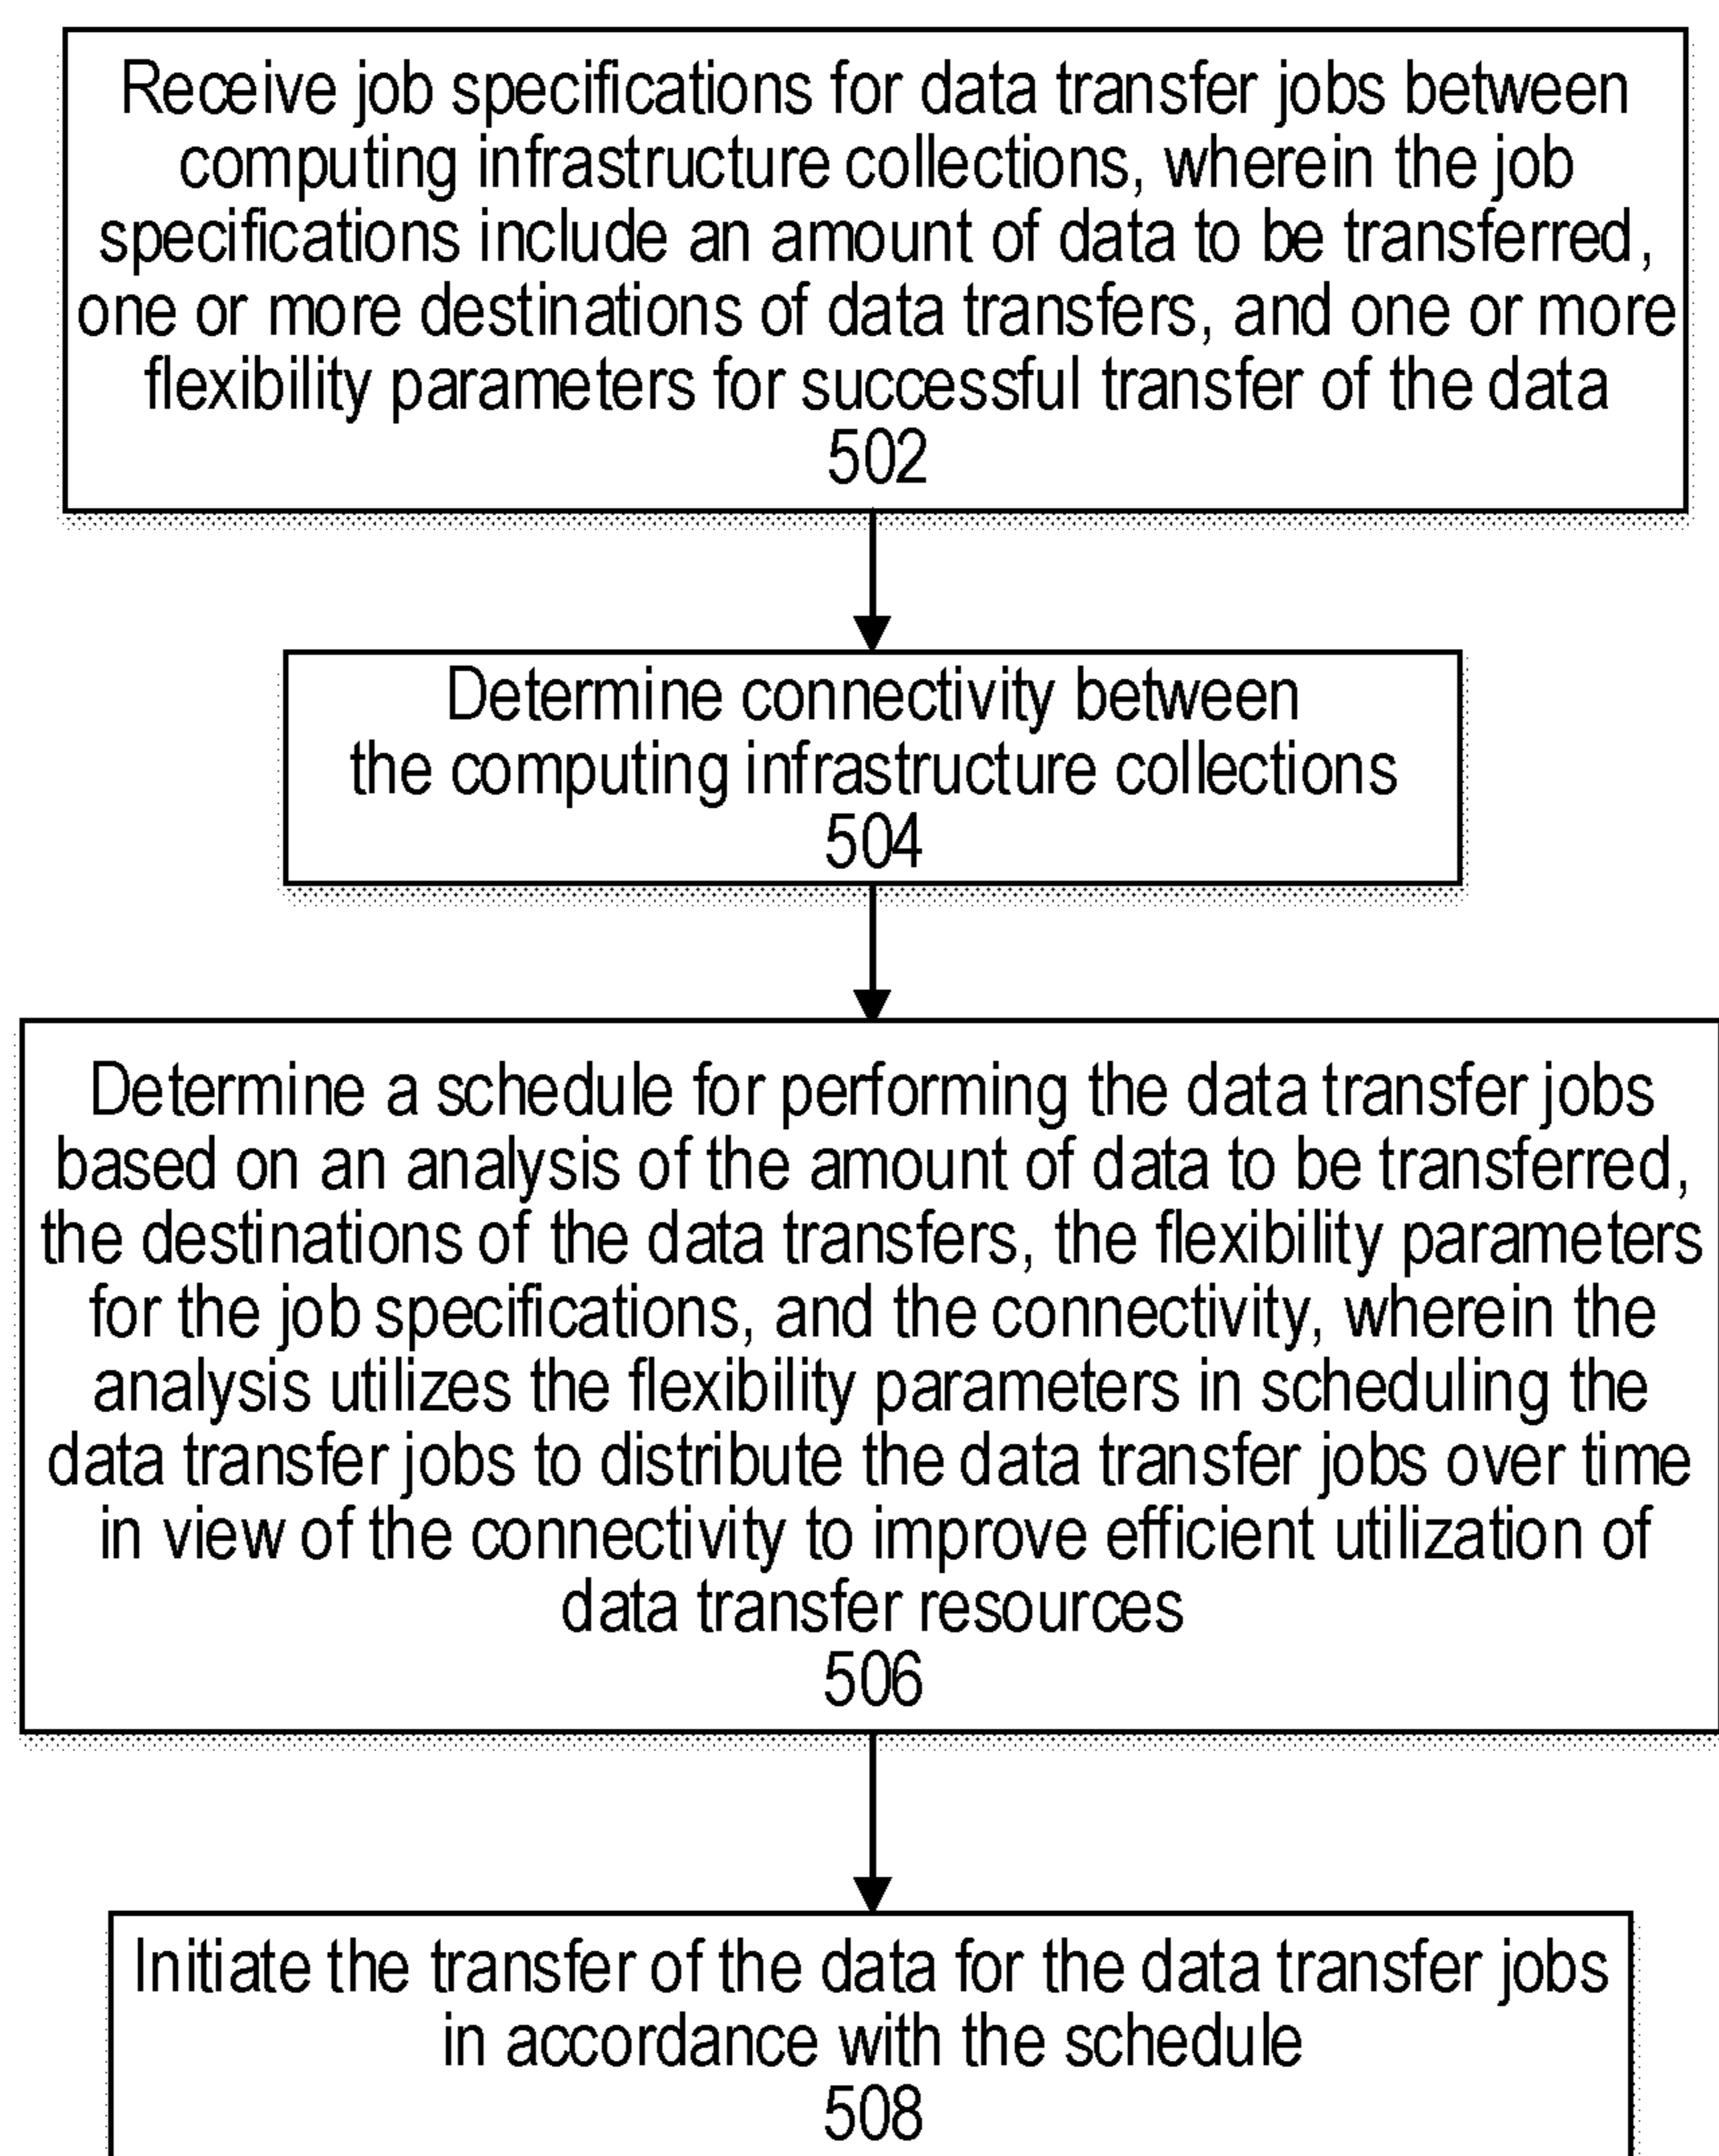 Receive job specifications for data transfer jobs between
computing infrastructure collections, wherein the job
specifications include an amount of data to be transferred,
one or more destinations of data transfers, and one or more
flexibility parameters for successful transfer of the data
502
Determine connectivity between
the computing infrastructure collections
504
Determine a schedule for performing the data transfer jobs
based on an analysis of the amount of data to be transferred,
the destinations of the data transfers, the flexibility parameters
for the job specifications, and the connectivity, wherein the
analysis utilizes the flexibility parameters in scheduling the
data transfer jobs to distribute the data transfer jobs over time
in view of the connectivity to improve efficient utilization of
data transfer resources
506
Initiate the transfer of the data for the data transfer jobs
in accordance with the schedule
508